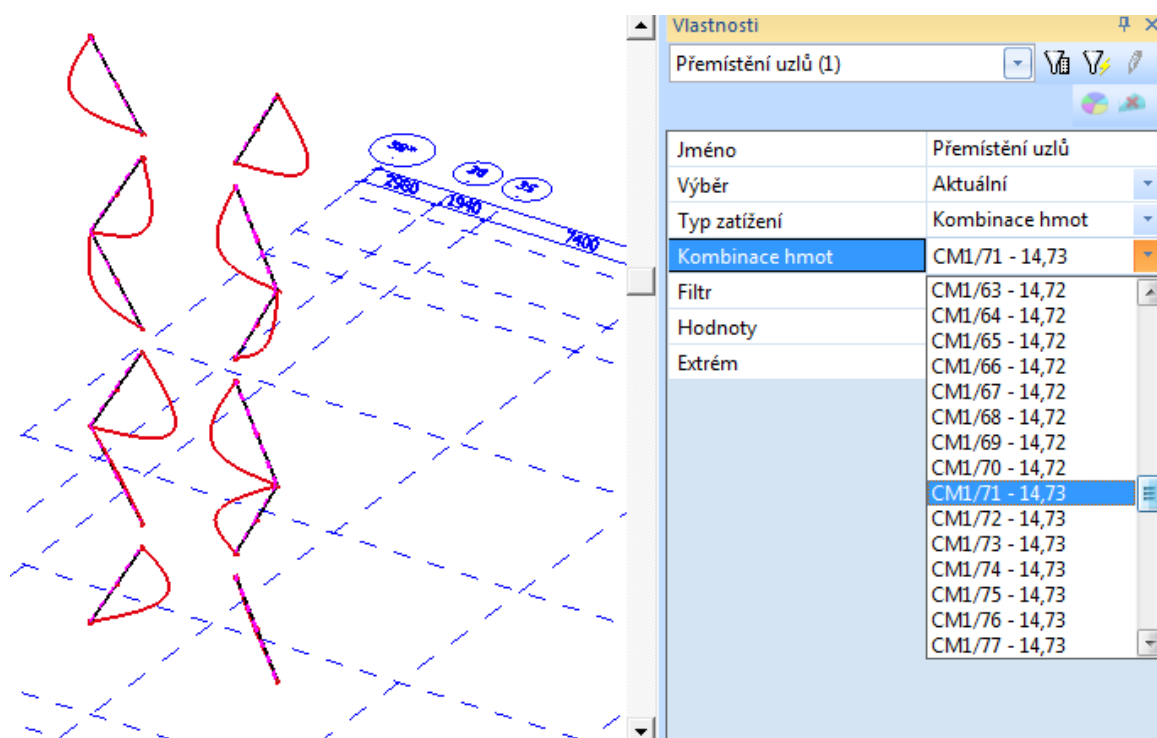 Vlastnosti
Přemístění uzlů (1)
Jméno Přemístění uzlů
Výběr Aktuální
Typ zatížení Kombinace hmot
Kombinace hmot CM1/71 - 14,73
Filtr
Hodnoty
Extrém
CM1/63 - 14,72
CM1/64 - 14,72
CM1/65 - 14,72
CM1/66 - 14,72
CM1/67 - 14,72
CM1/68 - 14,72
CM1/69 - 14,72
CM1/70 - 14,72
CM1/71 - 14,73
CM1/72 - 14,73
CM1/73 - 14,73
CM1/74 - 14,73
CM1/75 - 14,73
CM1/76 - 14,73
CM1/77 - 14,73
2980
1940
7400